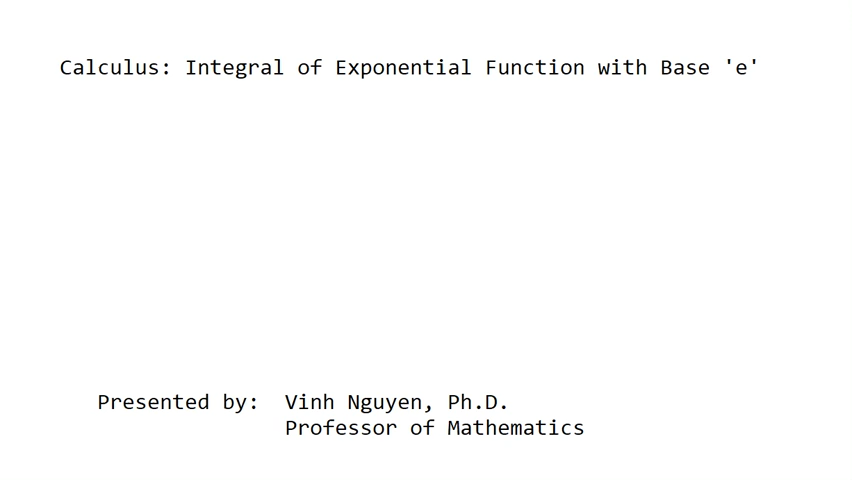 Calculus: Integral of Exponential Function with Base 'e'
Presented by: Vinh Nguyen, Ph.D.
Professor of Mathematics